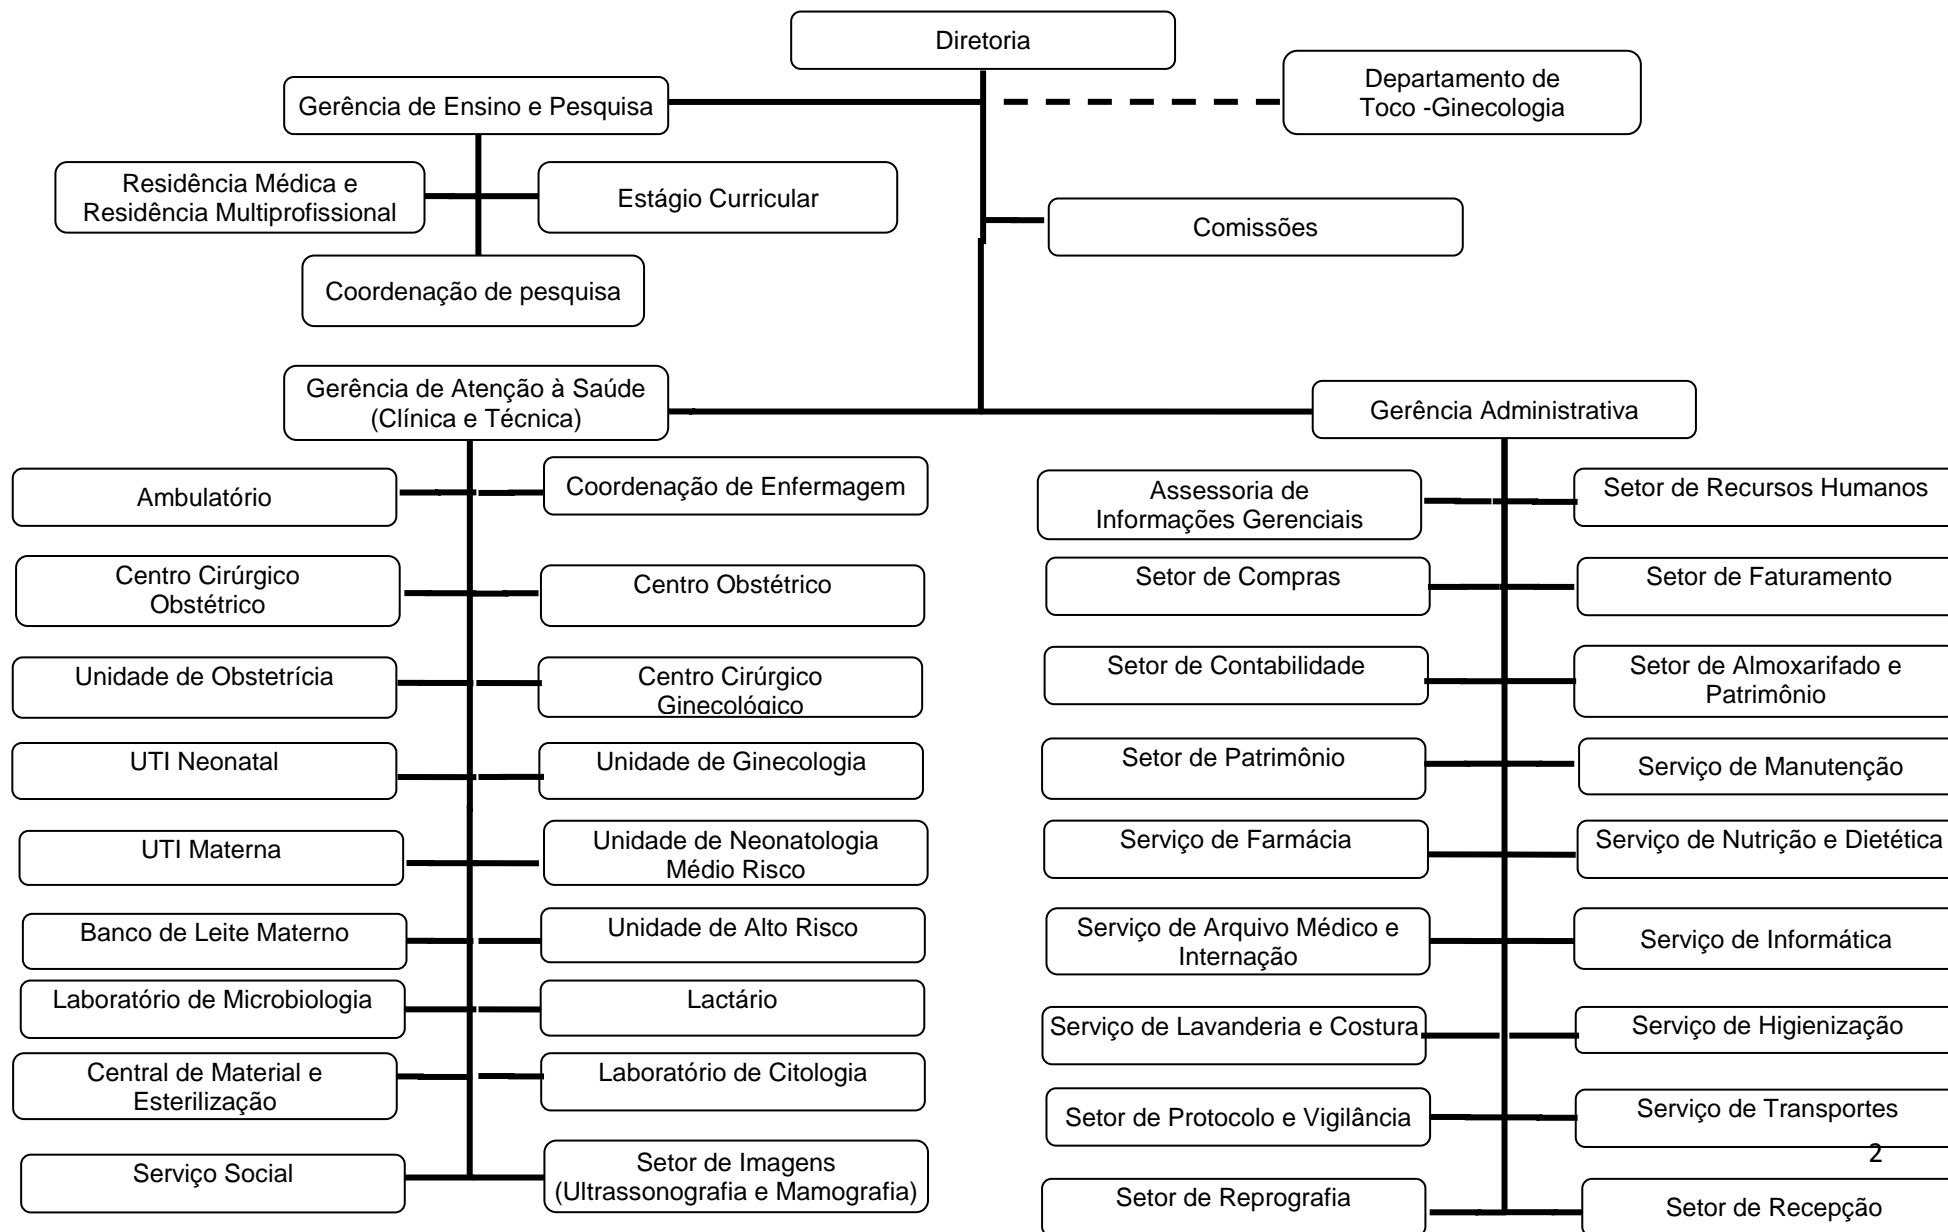 Diretoria
Departamento de
Toco -Ginecologia
Gerência de Ensino e Pesquisa
Residência Médica e
Residência Multiprofissional
Estágio Curricular
Comissões
Coordenação de pesquisa
Gerência de Atenção à Saúde
(Clínica e Técnica)
Gerência Administrativa
Ambulatório
Coordenação de Enfermagem
Centro Cirúrgico
Obstétrico
Centro Obstétrico
Unidade de Obstetrícia
Centro Cirúrgico
Ginecológico
UTI Neonatal
Unidade de Ginecologia
UTI Materna
Unidade de Neonatologia
Médio Risco
Banco de Leite Materno
Unidade de Alto Risco
Laboratório de Microbiologia
Lactário
Central de Material e
Esterilização
Laboratório de Citologia
Serviço Social
Setor de Imagens
(Ultrassonografia e Mamografia)
Assessoria de
Informações Gerenciais
Setor de Recursos Humanos
Setor de Compras
Setor de Faturamento
Setor de Contabilidade
Setor de Almoxarifado e
Patrimônio
Setor de Patrimônio
Serviço de Manutenção
Serviço de Farmácia
Serviço de Nutrição e Dietética
Serviço de Arquivo Médico e
Internação
Serviço de Informática
Serviço de Lavanderia e Costura
Serviço de Higienização
Setor de Protocolo e Vigilância
Serviço de Transportes
2
Setor de Reprografia
Setor de Recepção